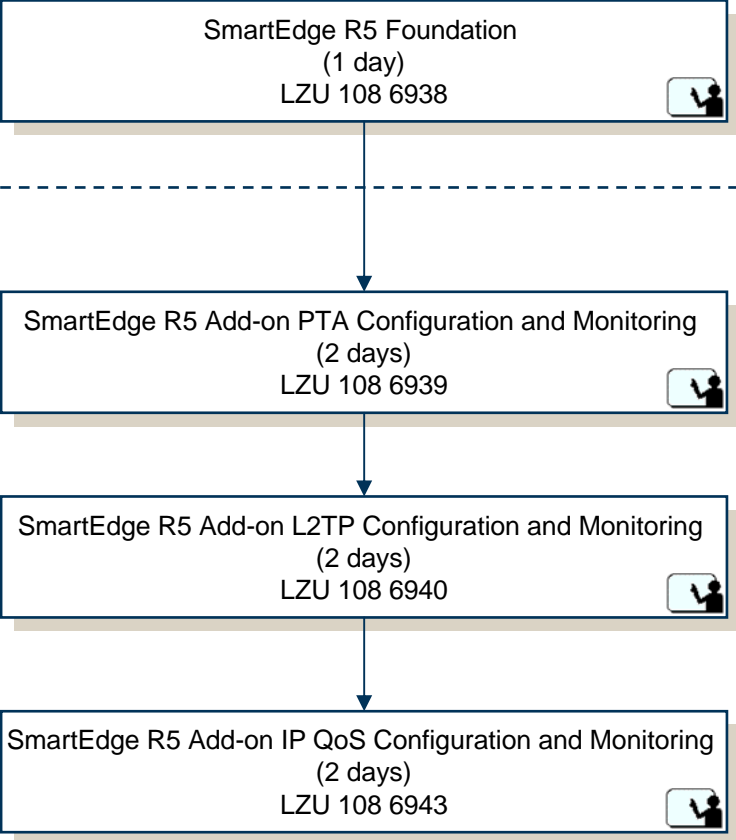 SmartEdge R5 Foundation
(1 day)
LZU 108 6938
SmartEdge R5 Add-on PTA Configuration and Monitoring
(2 days)
LZU 108 6939
SmartEdge R5 Add-on L2TP Configuration and Monitoring
(2 days)
LZU 108 6940
SmartEdge R5 Add-on IP QoS Configuration and Monitoring
(2 days)
LZU 108 6943